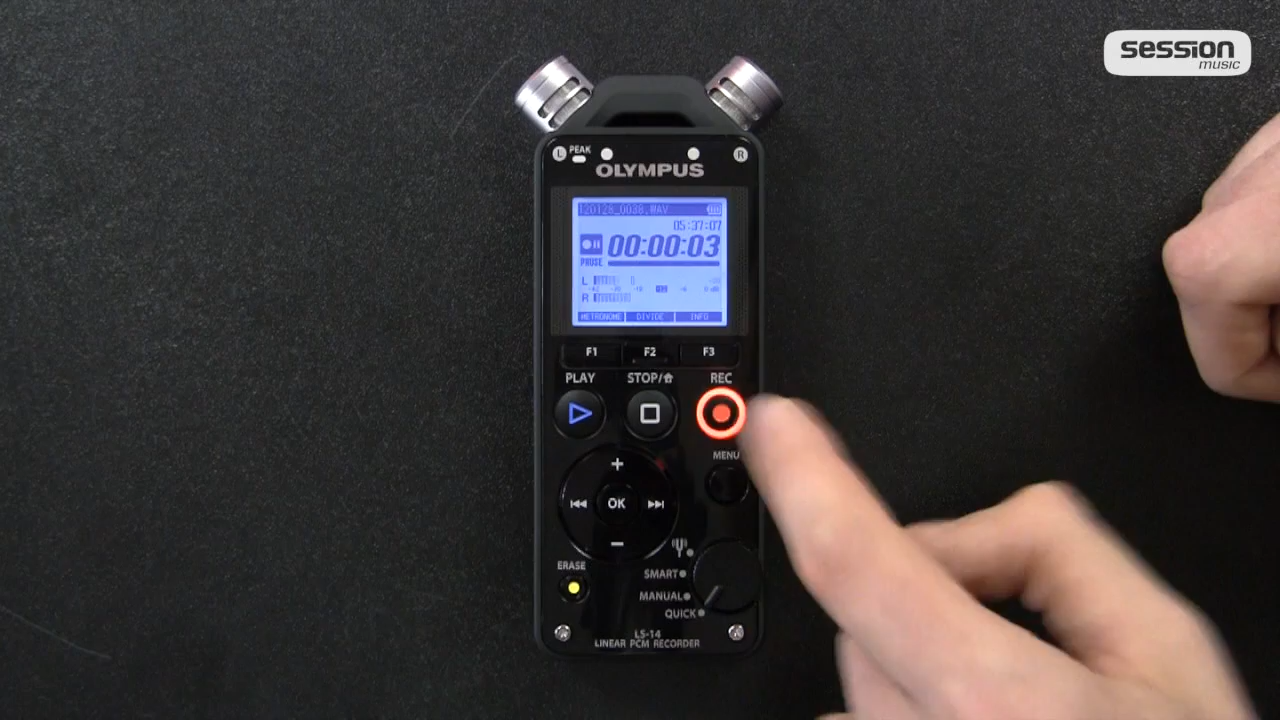 session
music
L PEAK R
OLYMPUS
120128_0038.WAV
05:37:07
00:00:03
PAUSE
L
R
METRONOME DIVIDE INFO
F1 F2 F3
PLAY STOP/ REC
MENU
+
OK
−
ERASE
SMART
MANUAL
QUICK
LS-14
LINEAR PCM RECORDER